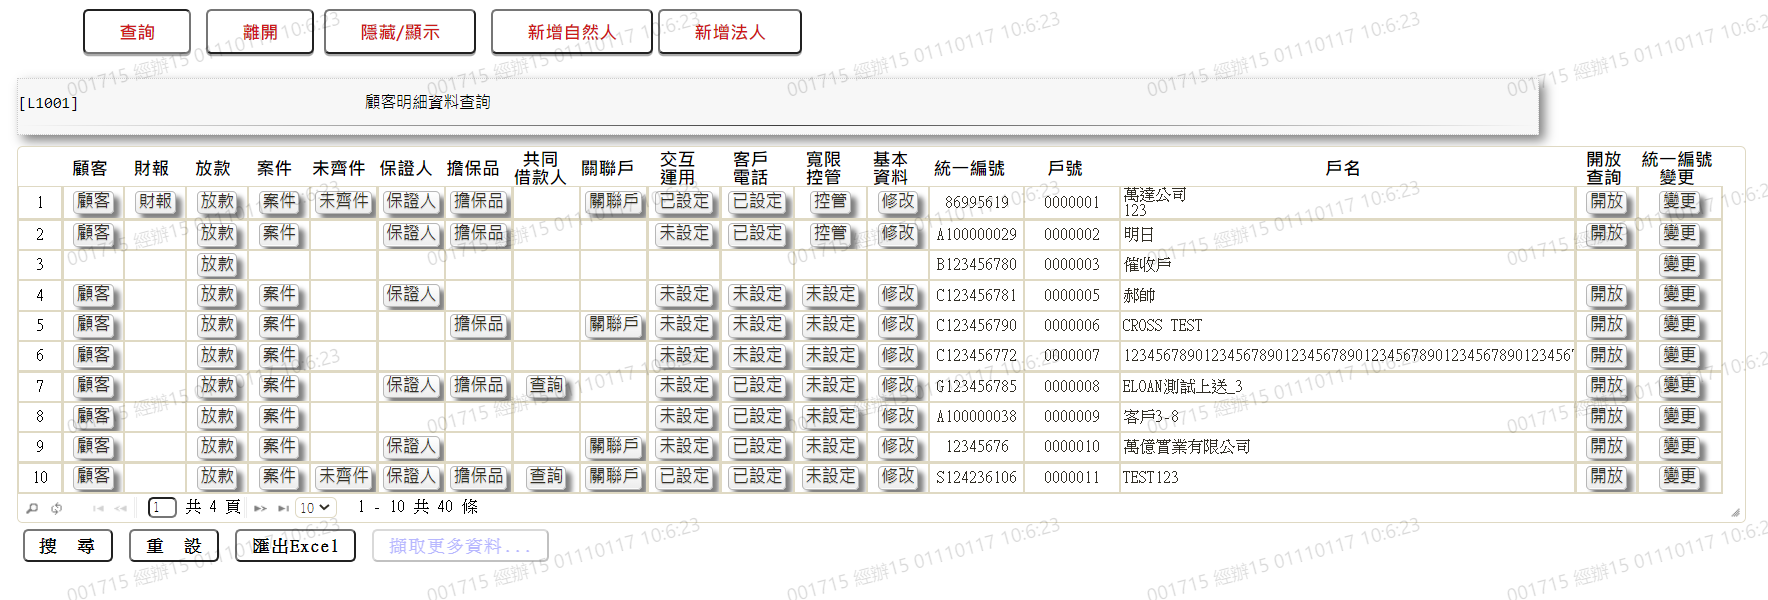 查詢 離開 隱藏/顯示 新增自然人 新增法人
[L1001] 顧客明細資料查詢
顧客 財報 放款 案件 未齊件 保證人 擔保品 共同借款人 關聯戶 交互運用 客戶電話 寬限控管 基本資料 統一編號 戶號 戶名 開放查詢 統一編號變更
1 顧客 財報 放款 案件 未齊件 保證人 擔保品 關聯戶 已設定 已設定 控管 修改 86995619 0000001 萬達公司 123 開放 變更
2 顧客 放款 案件 保證人 擔保品 未設定 已設定 控管 修改 A100000029 0000002 明日 開放 變更
3 放款 B123456780 0000003 催收戶 變更
4 顧客 放款 案件 保證人 未設定 未設定 未設定 修改 C123456781 0000005 郝帥 開放 變更
5 顧客 放款 案件 擔保品 關聯戶 未設定 未設定 未設定 修改 C123456790 0000006 CROSS TEST 開放 變更
6 顧客 放款 案件 未設定 未設定 未設定 修改 C123456772 0000007 123456789012345678901234567890123456789012345678901234567 開放 變更
7 顧客 放款 案件 保證人 擔保品 查詢 未設定 已設定 未設定 修改 G123456785 0000008 ELOAN測試上送_3 開放 變更
8 顧客 放款 案件 未設定 已設定 未設定 修改 A100000038 0000009 客戶3-8 開放 變更
9 顧客 放款 案件 保證人 關聯戶 未設定 已設定 未設定 修改 12345676 0000010 萬億實業有限公司 開放 變更
10 顧客 放款 案件 未齊件 保證人 擔保品 查詢 關聯戶 已設定 已設定 未設定 修改 S124236106 0000011 TEST123 開放 變更
1 共 4 頁 10 1 - 10 共 40 條
搜 尋 重 設 匯出Excel 擷取更多資料...
001715 經辦15 01110117 10:6:23